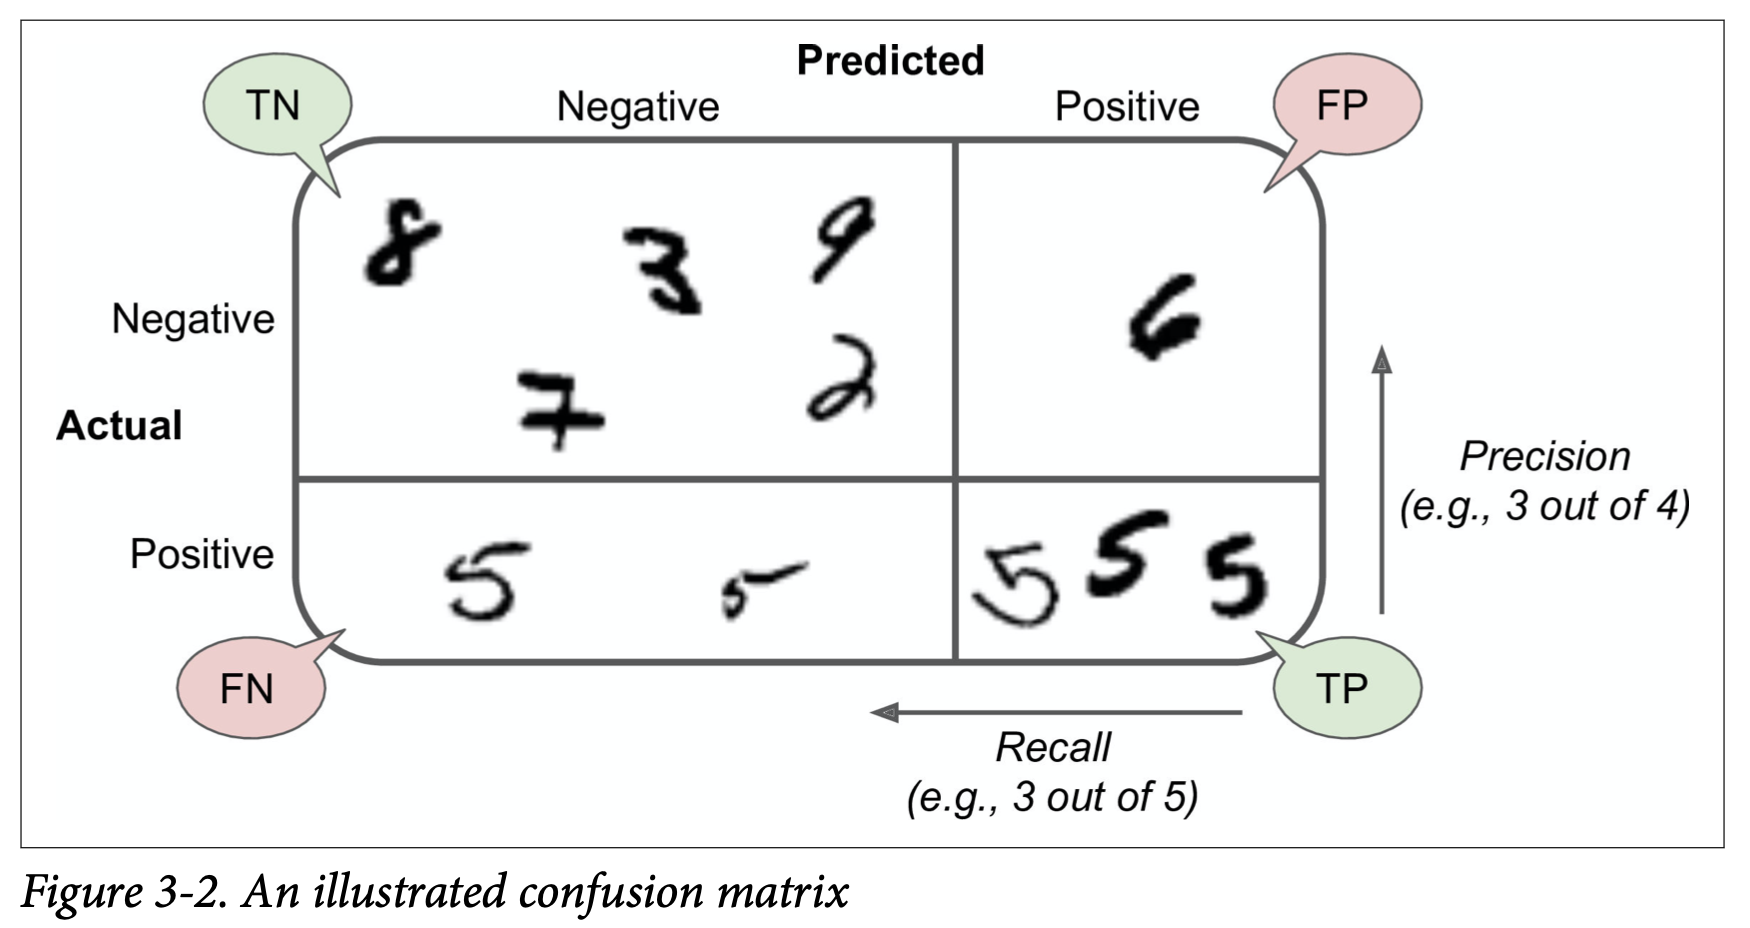 Predicted
TN
Negative
Positive
FP
8
3
9
Negative
6
7
2
Actual
Precision
(e.g., 3 out of 4)
Positive
5
5
5
5
5
FN
TP
Recall
(e.g., 3 out of 5)
Figure 3-2. An illustrated confusion matrix